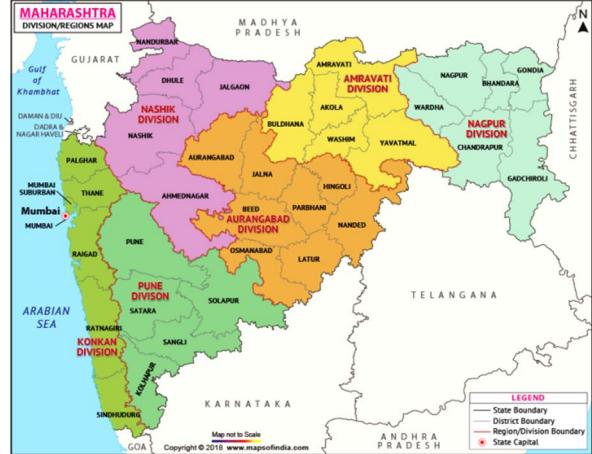 MAHARASHTRA
DIVISION/REGIONS MAP
MADHYA
PRADESH
N
GUJARAT
Gulf
of
Khambhat
DAMAN & DIU
DADRA &
NAGAR HAVELI
NANDURBAR
DHULE
JALGAON
NASHIK
DIVISION
NASHIK
AHMEDNAGAR
AMRAVATI
AMRAVATI
DIVISION
AKOLA
BULDHANA
WASHIM
YAVATMAL
NAGPUR
GONDIA
BHANDARA
WARDHA
NAGPUR
DIVISION
CHANDRAPUR
GADCHIROLI
CHHATTISGARH
AURANGABAD
JALNA
HINGOLI
BEED
PARBHANI
AURANGABAD
DIVISION
NANDED
OSMANABAD
LATUR
PALGHAR
THANE
MUMBAI
SUBURBAN
Mumbai
MUMBAI
RAIGAD
RATNAGIRI
KONKAN
DIVISION
SINDHUDURG
PUNE
PUNE
DIVISON
SATARA
SOLAPUR
SANGLI
KOLHAPUR
ARABIAN
SEA
TELANGANA
KARNATAKA
GOA
ANDHRA
PRADESH
LEGEND
State Boundary
District Boundary
Region/Division Boundary
State Capital
Map not to Scale
Copyright © 2018 www.mapsofindia.com